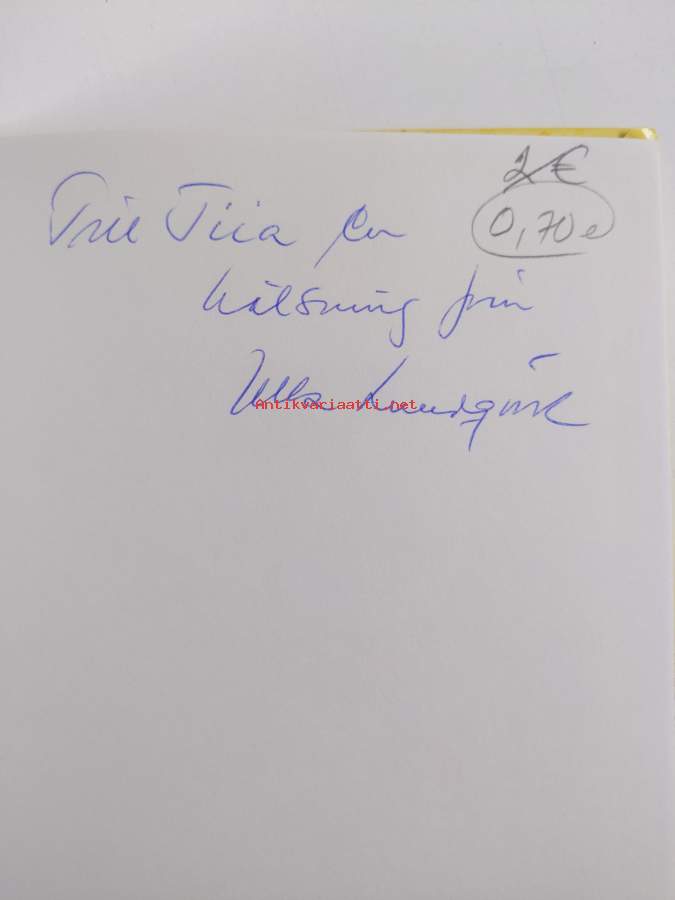 Till Tiia en
2€
0,70e
hälsning från
Ulla Lundqvist
Antikvariaatti.net